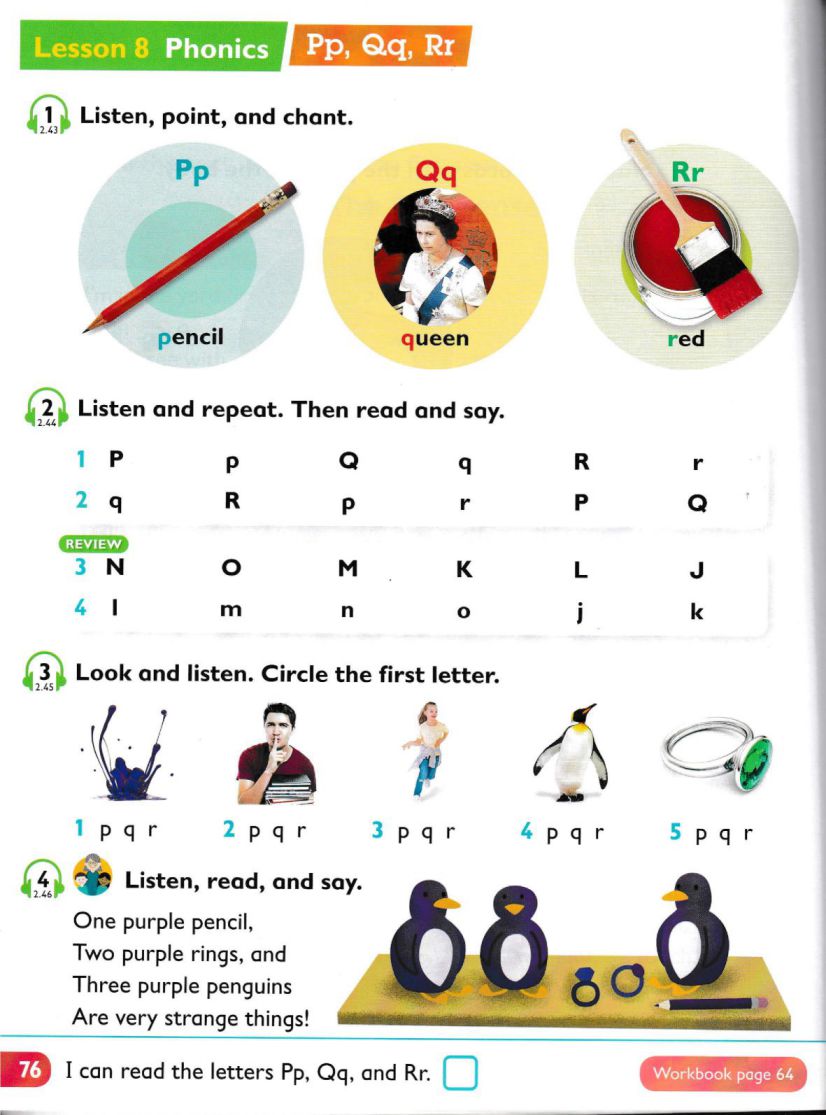 Lesson 8 Phonics Pp, Qq, Rr
1 Listen, point, and chant.
2.43
Pp Qq Rr
pencil queen red
2 Listen and repeat. Then read and say.
2.44
1 P p Q q R r
2 q R p r P Q
REVIEW
3 N O M K L J
4 l m n o j k
3 Look and listen. Circle the first letter.
2.45
1 p q r 2 p q r 3 p q r 4 p q r 5 p q r
4 Listen, read, and say.
2.46
One purple pencil,
Two purple rings, and
Three purple penguins
Are very strange things!
76 I can read the letters Pp, Qq, and Rr. Workbook page 64